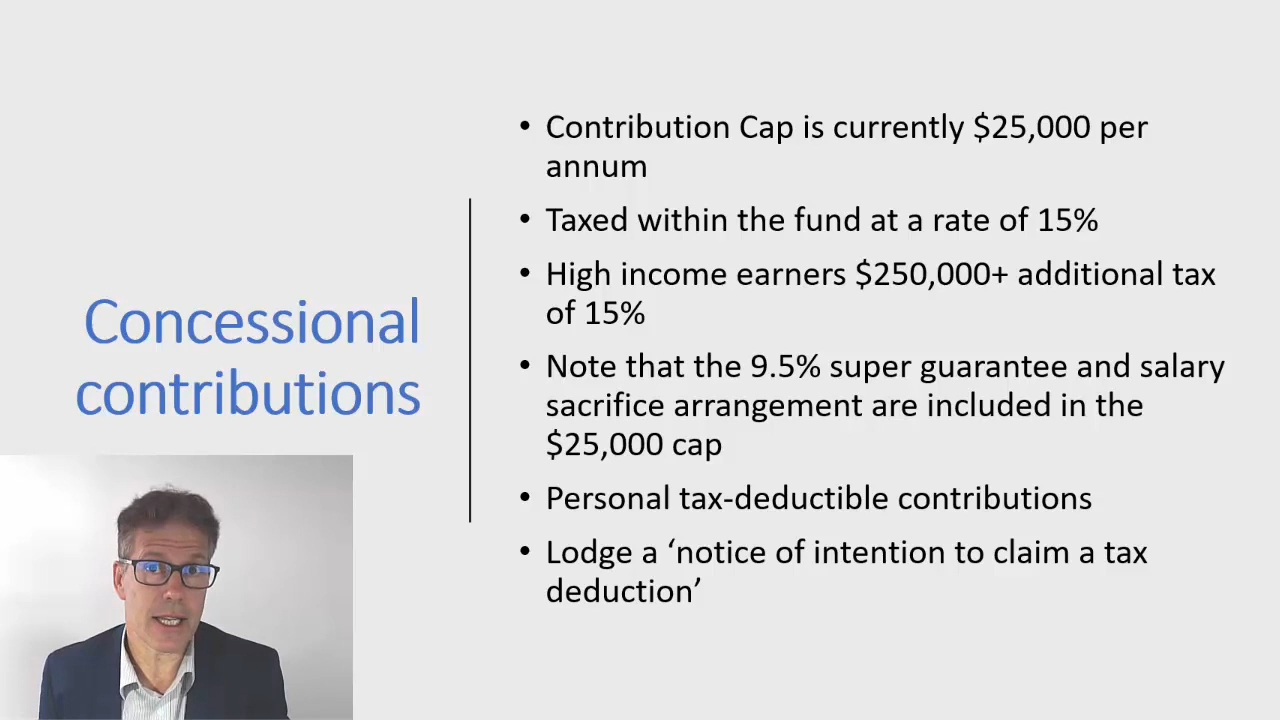 Concessional
contributions
• Contribution Cap is currently $25,000 per
annum
• Taxed within the fund at a rate of 15%
• High income earners $250,000+ additional tax
of 15%
• Note that the 9.5% super guarantee and salary
sacrifice arrangement are included in the
$25,000 cap
• Personal tax-deductible contributions
• Lodge a ‘notice of intention to claim a tax
deduction’